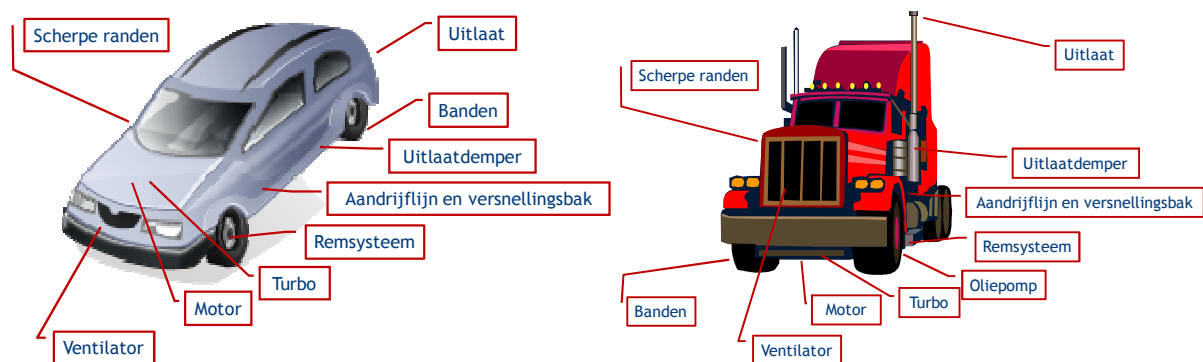 Scherpe randen
Uitlaat
Banden
Uitlaatdemper
Aandrijflijn en versnellingsbak
Remsysteem
Turbo
Motor
Ventilator
Uitlaat
Scherpe randen
Uitlaatdemper
Aandrijflijn en versnellingsbak
Remsysteem
Oliepomp
Turbo
Motor
Banden
Ventilator